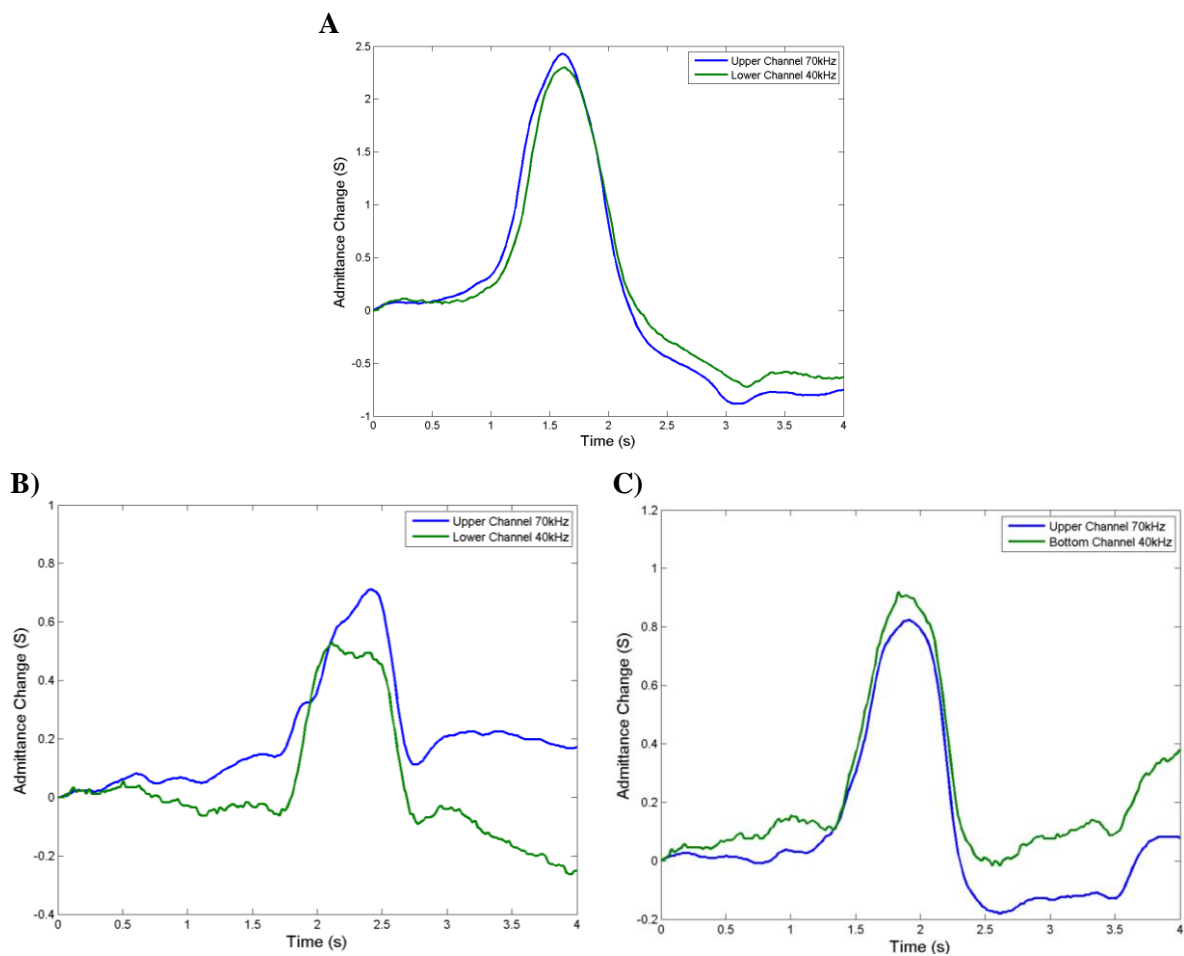 A
2.5
2
1.5
1
0.5
0
-0.5
-1
Admittance Change (S)
Upper Channel 70kHz
Lower Channel 40kHz
0 0.5 1 1.5 2 2.5 3 3.5 4
Time (s)
B)
1
0.8
0.6
0.4
0.2
0
-0.2
-0.4
Admittance Change (S)
Upper Channel 70kHz
Lower Channel 40kHz
0 0.5 1 1.5 2 2.5 3 3.5 4
Time (s)
C)
1.2
1
0.8
0.6
0.4
0.2
0
-0.2
Admittance Change (S)
Upper Channel 70kHz
Bottom Channel 40kHz
0 0.5 1 1.5 2 2.5 3 3.5 4
Time (s)